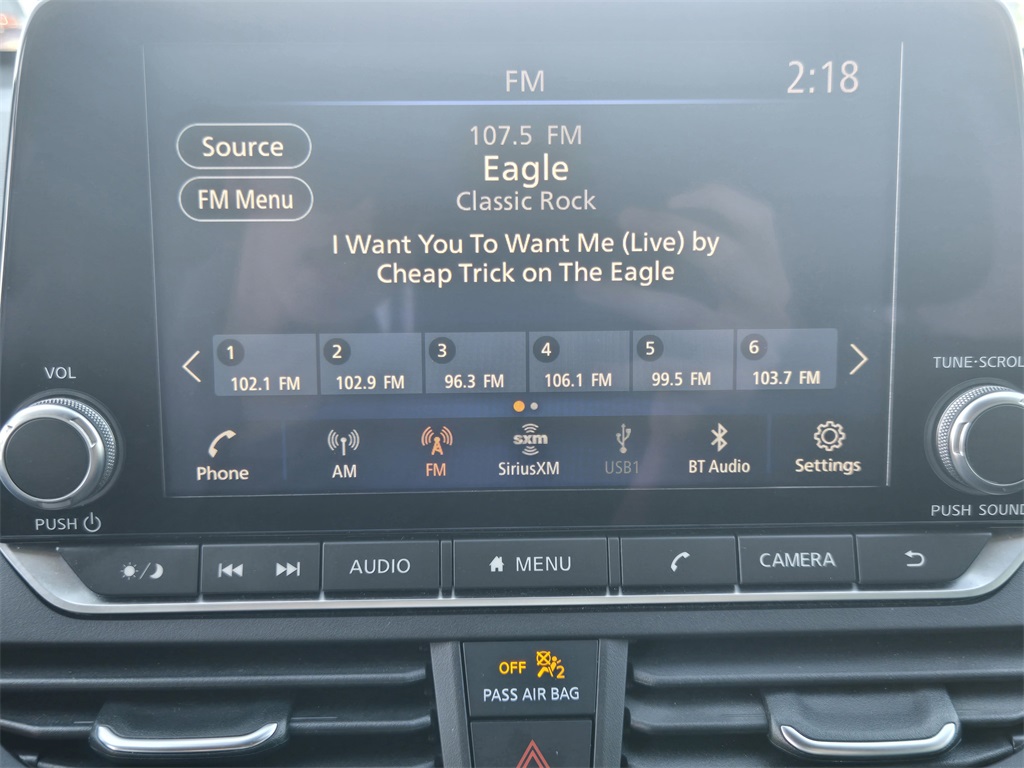 FM
2:18
Source
FM Menu
107.5 FM
Eagle
Classic Rock
I Want You To Want Me (Live) by
Cheap Trick on The Eagle
1
102.1 FM
2
102.9 FM
3
96.3 FM
4
106.1 FM
5
99.5 FM
6
103.7 FM
VOL
TUNE·SCROL
Phone
AM
FM
sxm
SiriusXM
USB1
BT Audio
Settings
PUSH
PUSH SOUND
AUDIO
MENU
CAMERA
OFF
2
PASS AIR BAG